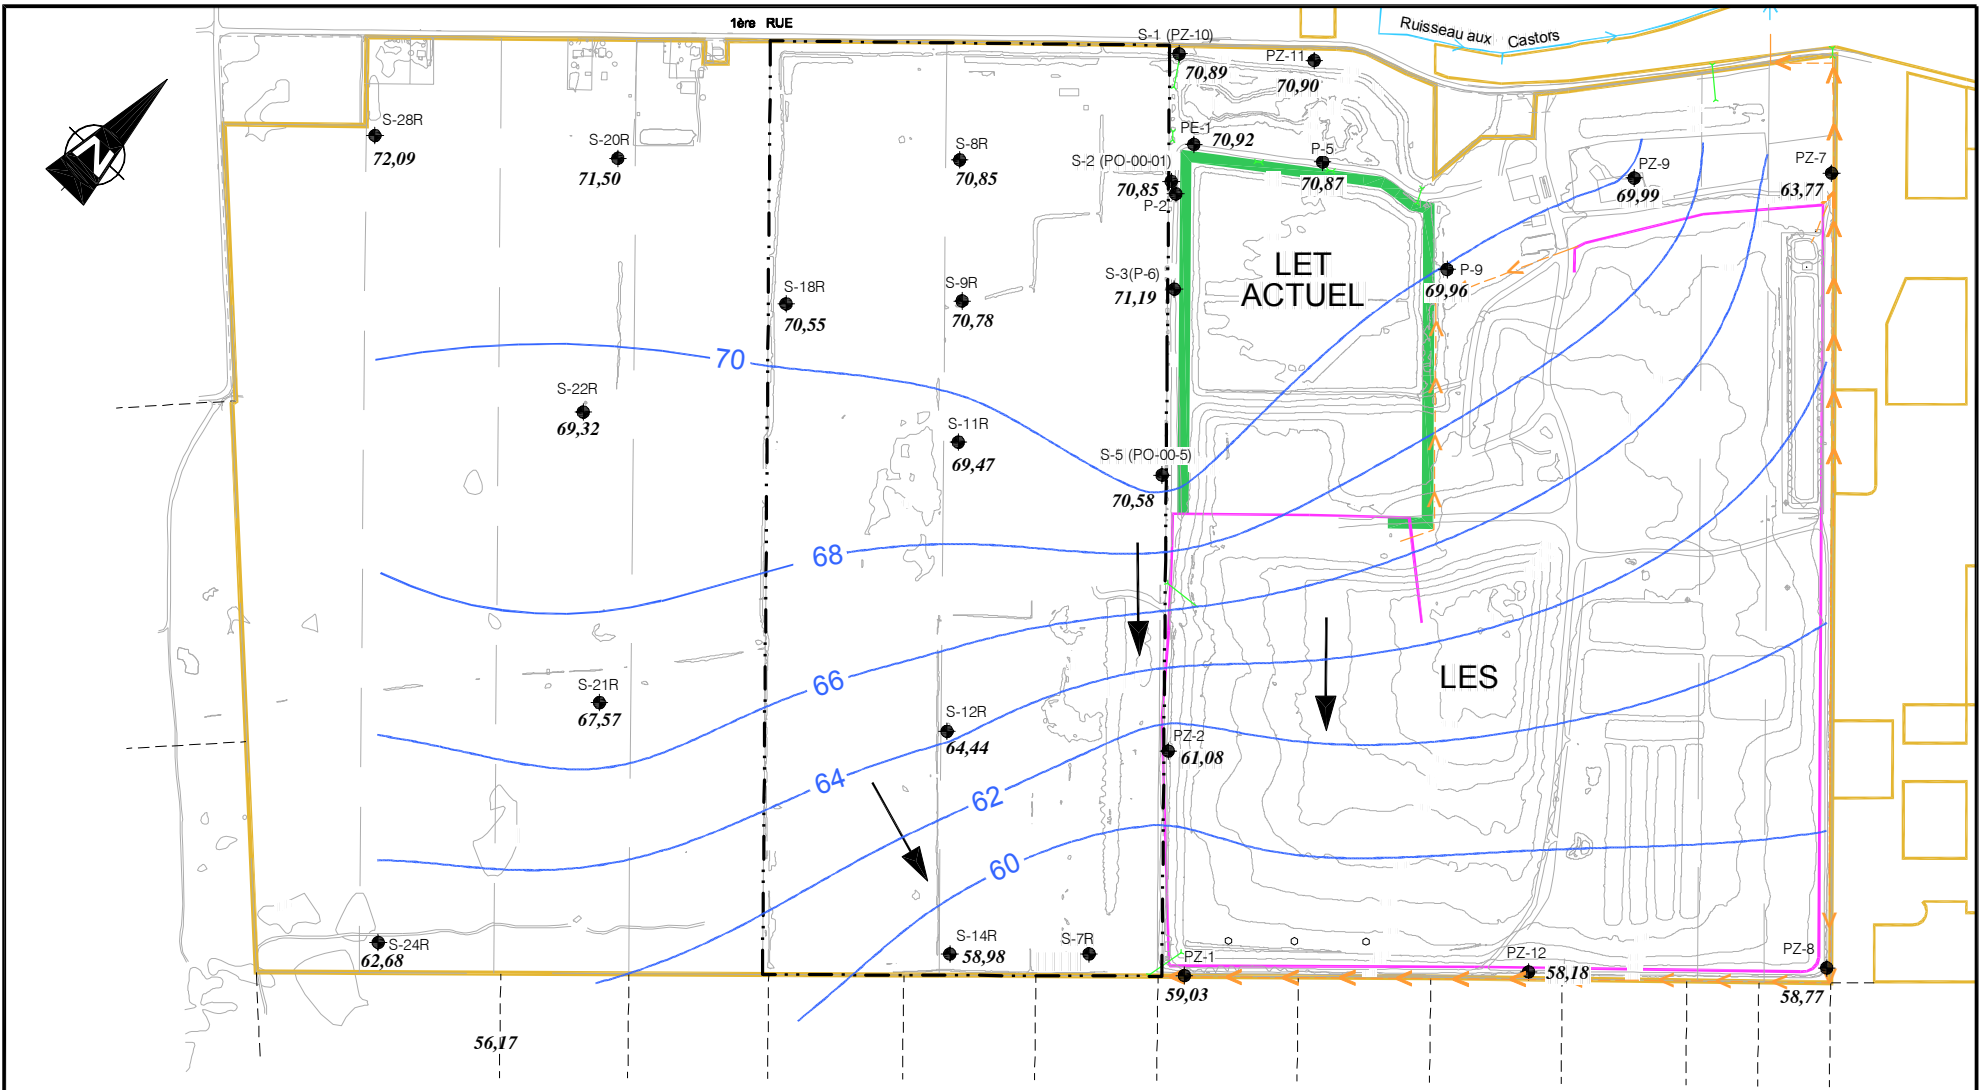 1ère RUE
Ruisseau aux Castors
S-1 (PZ-10)
70,89
PZ-11
70,90
N
S-28R
72,09
S-20R
71,50
S-8R
70,85
PE-1
70,92
S-2 (PO-00-01)
70,85
P-2
P-5
70,87
PZ-9
69,99
PZ-7
63,77
S-18R
70,55
S-9R
70,78
S-3(P-6)
71,19
LET
ACTUEL
P-9
69,96
70
S-22R
69,32
S-11R
69,47
S-5 (PO-00-5)
70,58
68
66
S-21R
67,57
LES
S-12R
64,44
PZ-2
61,08
64
62
60
S-24R
62,68
S-14R
58,98
S-7R
PZ-1
59,03
PZ-12
58,18
PZ-8
58,77
56,17